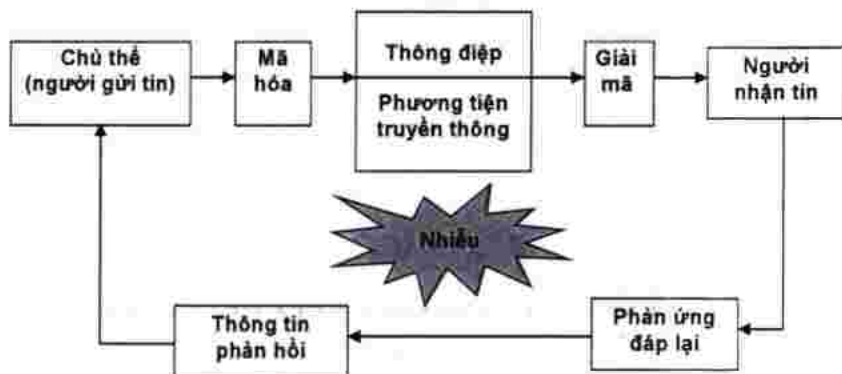 Chủ thể
(người gửi tin)
Mã
hóa
Thông điệp
Phương tiện
truyền thông
Giải
mã
Người
nhận tin
Nhiễu
Thông tin
phản hồi
Phản ứng
đáp lại